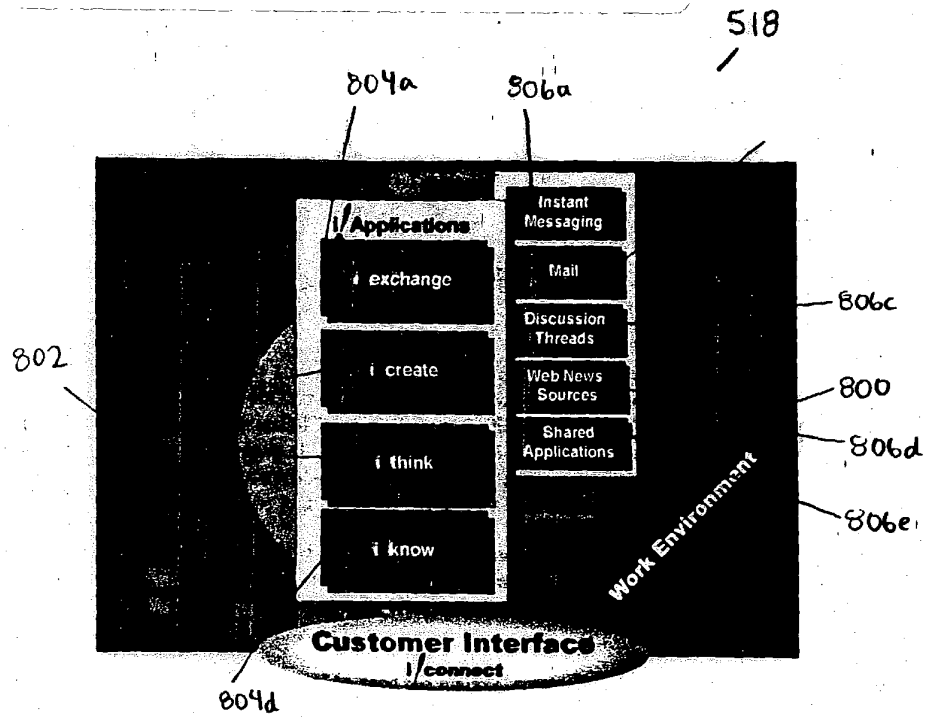 518
804a
806a
Instant
Messaging
i/Applications
Mail
i exchange
806c
Discussion
Threads
802
i create
Web News
Sources
800
Shared
Applications
806d
i think
806e
Work Environment
i know
Customer Interface
i/connect
804d